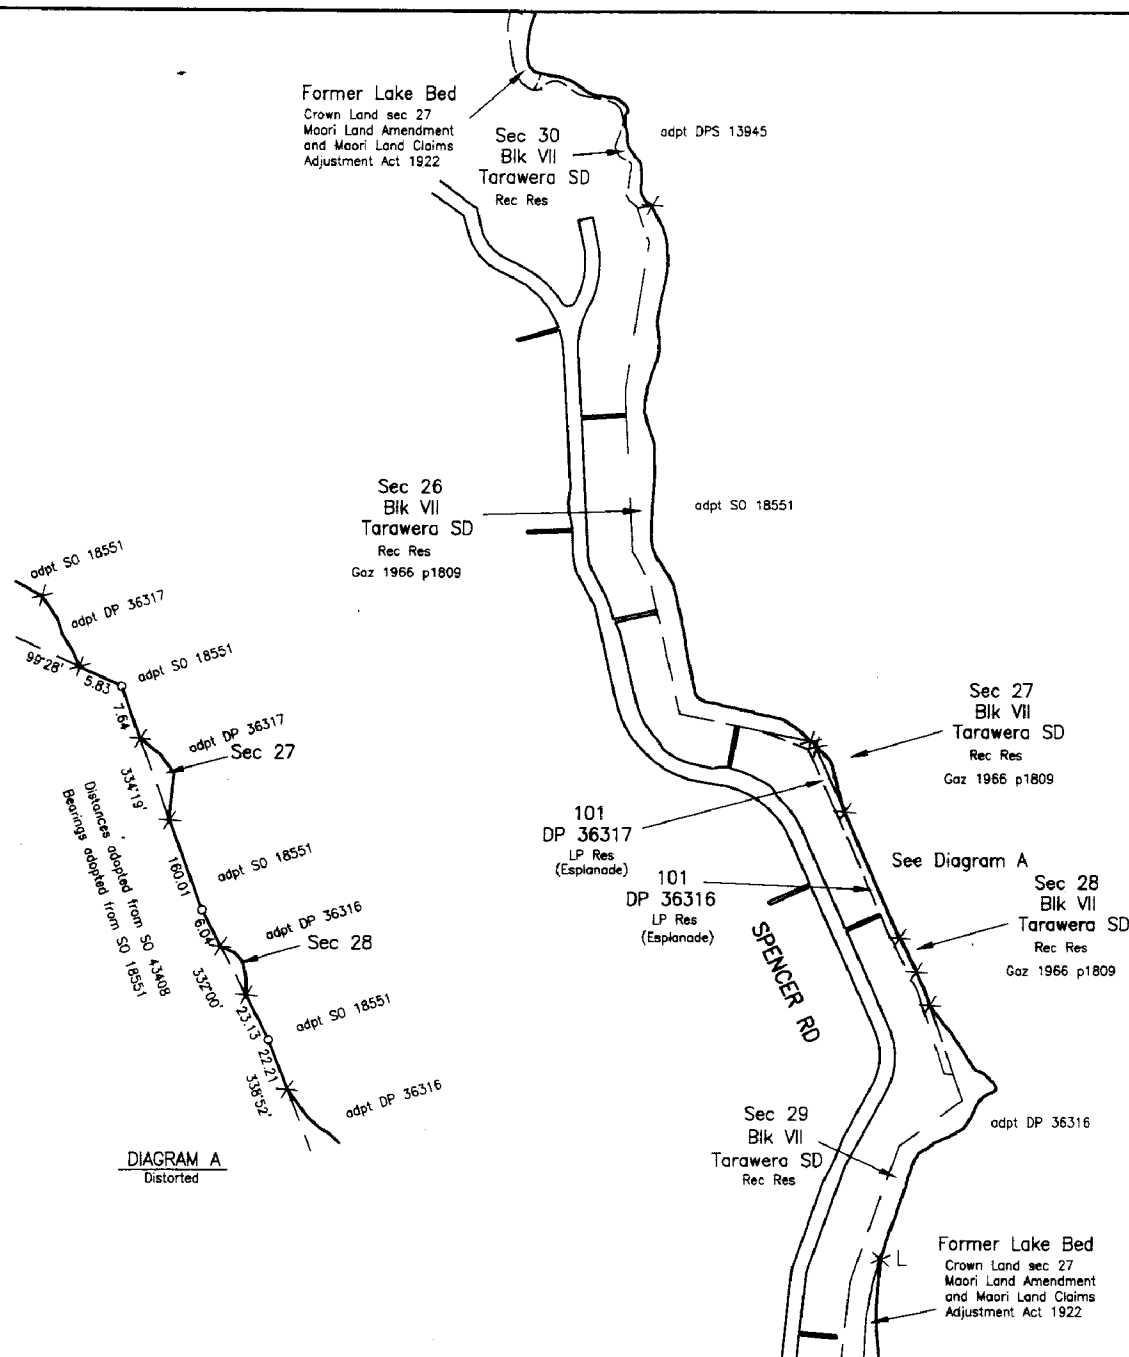 Former Lake Bed
Crown Land sec 27
Maori Land Amendment
and Maori Land Claims
Adjustment Act 1922
Sec 30
Blk VII
Tarawera SD
Rec Res
adpt DPS 13945
Sec 26
Blk VII
Tarawera SD
Rec Res
Gaz 1966 p1809
adpt SO 18551
adpt SO 18551
adpt DP 36317
99°28'
5.83
adpt SO 18551
7.64
adpt DP 36317
Sec 27
334°19'
Distances adopted from SO 43408
Bearings adopted from SO 18551
160.01
adpt SO 18551
6.04
adpt DP 36316
Sec 28
332°00'
23.13
adpt SO 18551
22.21
338°52'
adpt DP 36316
DIAGRAM A
Distorted
Sec 27
Blk VII
Tarawera SD
Rec Res
Gaz 1966 p1809
101
DP 36317
LP Res
(Esplanade)
See Diagram A
101
DP 36316
LP Res
(Esplanade)
Sec 28
Blk VII
Tarawera SD
Rec Res
Gaz 1966 p1809
SPENCER RD
Sec 29
Blk VII
Tarawera SD
Rec Res
adpt DP 36316
L
Former Lake Bed
Crown Land sec 27
Maori Land Amendment
and Maori Land Claims
Adjustment Act 1922